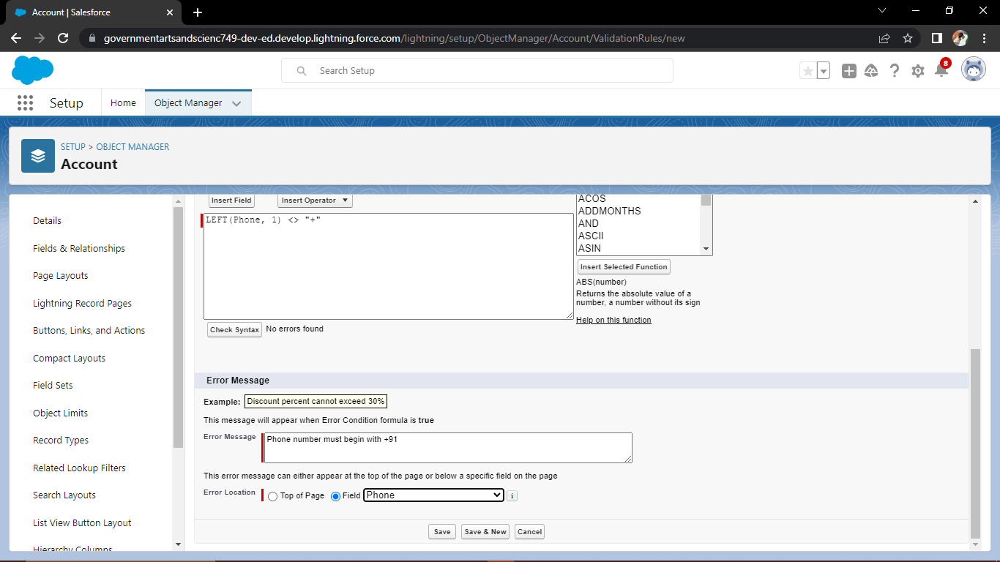 Account | Salesforce
governmentartsandscienc749-dev-ed.develop.lightning.force.com/lightning/setup/ObjectManager/Account/ValidationRules/new
Search Setup
8
Setup
Home
Object Manager
SETUP > OBJECT MANAGER
Account
Details
Fields & Relationships
Page Layouts
Lightning Record Pages
Buttons, Links, and Actions
Compact Layouts
Field Sets
Object Limits
Record Types
Related Lookup Filters
Search Layouts
List View Button Layout
Hierarchy Columns
Insert Field
Insert Operator
LEFT(Phone, 1) <> "+"
ACOS
ADDMONTHS
AND
ASCII
ASIN
Insert Selected Function
ABS(number)
Returns the absolute value of a
number, a number without its sign
Help on this function
Check Syntax No errors found
Error Message
Example: Discount percent cannot exceed 30%
This message will appear when Error Condition formula is true
Error Message Phone number must begin with +91
This error message can either appear at the top of the page or below a specific field on the page
Error Location Top of Page Field Phone i
Save Save & New Cancel